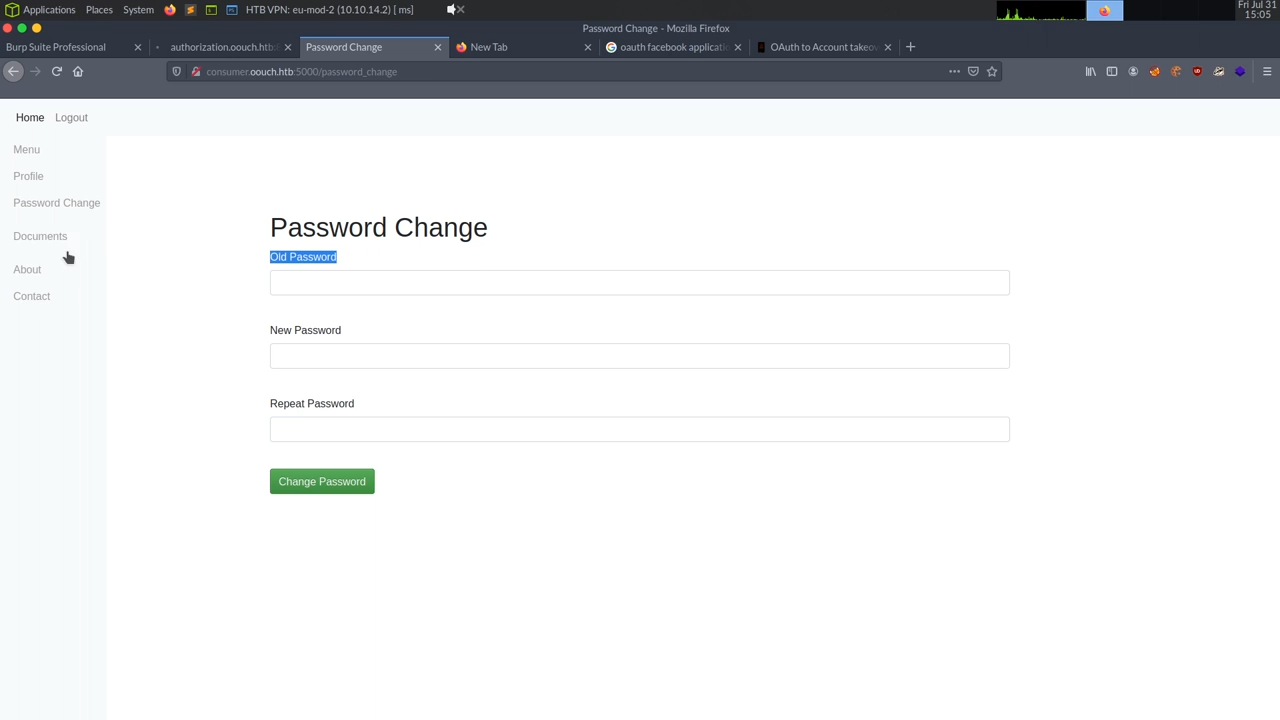 Applications Places System HTB VPN: eu-mod-2 (10.10.14.2) [ ms] Fri Jul 31
15:05
Password Change - Mozilla Firefox
Burp Suite Professional authorization.oouch.htb: Password Change New Tab oauth facebook applicatio OAuth to Account takeov
consumer.oouch.htb:5000/password_change
Home Logout
Menu
Profile
Password Change
Documents
About
Contact
Password Change
Old Password
New Password
Repeat Password
Change Password